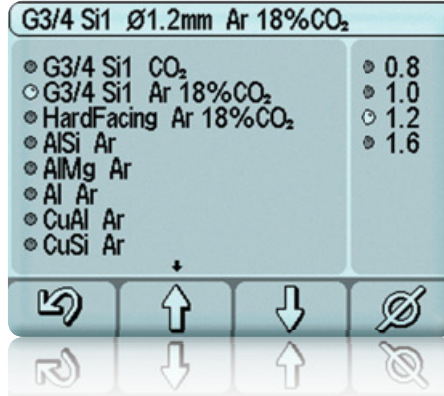 G3/4 Si1 Ø1.2mm Ar 18%CO₂
G3/4 Si1 CO₂
G3/4 Si1 Ar 18%CO₂
HardFacing Ar 18%CO₂
AlSi Ar
AlMg Ar
Al Ar
CuAl Ar
CuSi Ar
0.8
1.0
1.2
1.6